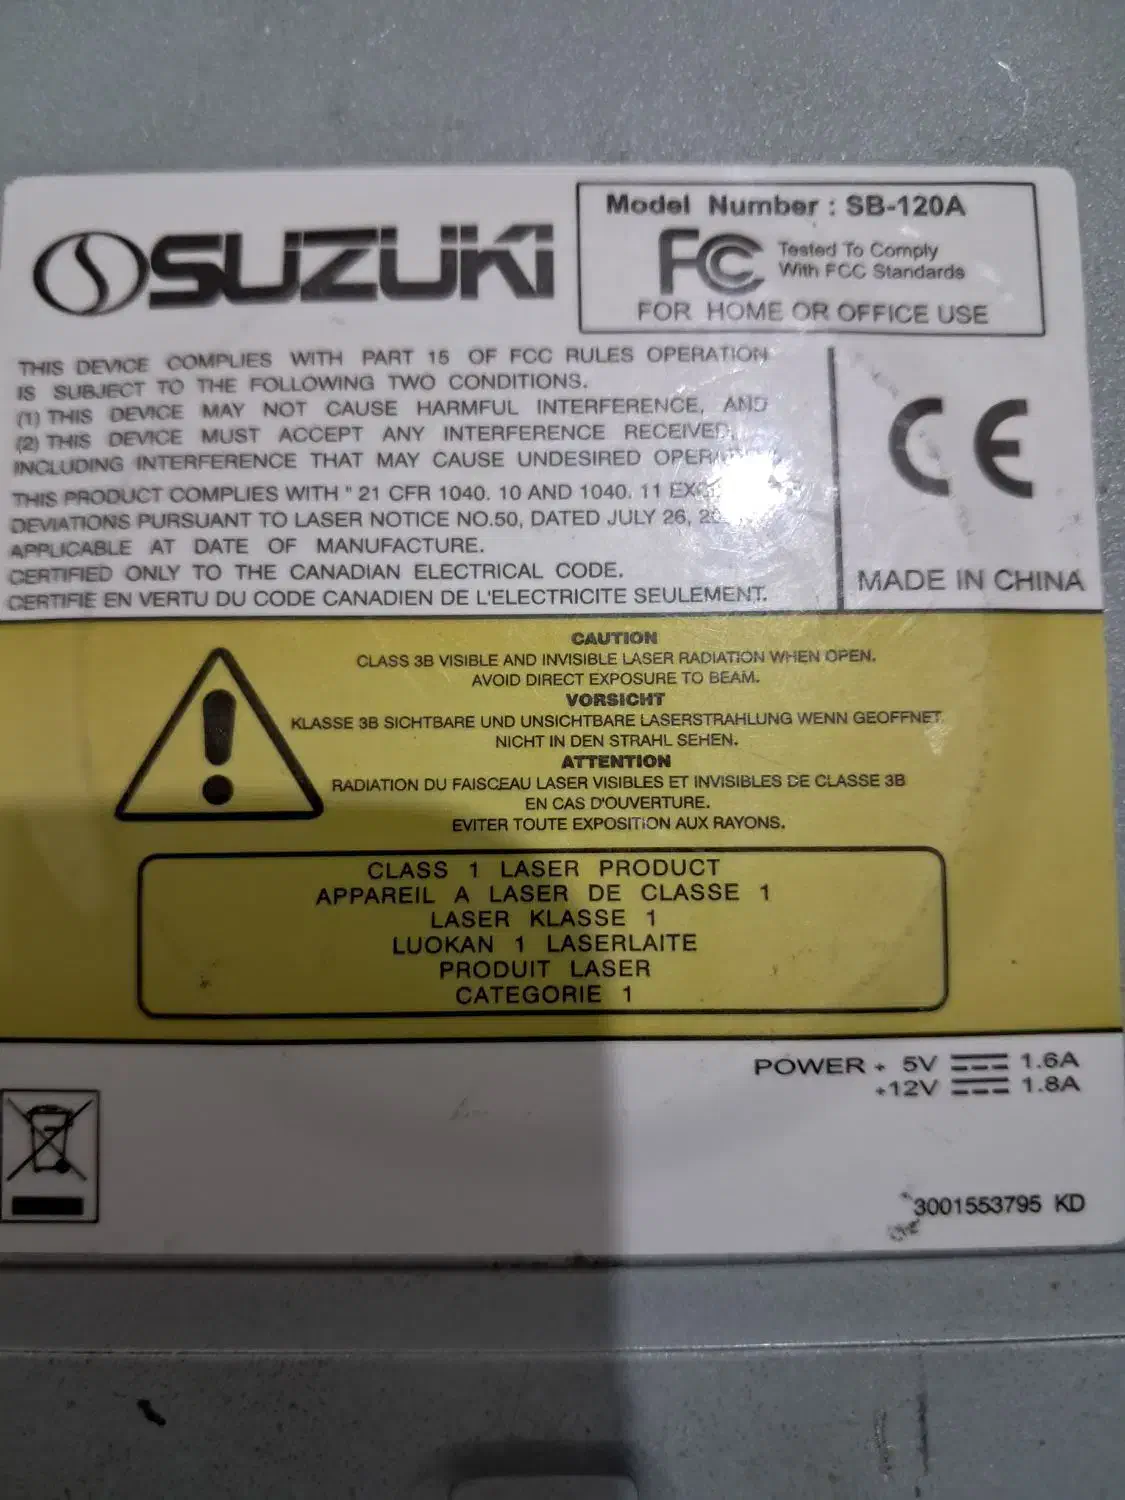 SUZUKI
Model Number : SB-120A
FC Tested To Comply
With FCC Standards
FOR HOME OR OFFICE USE
THIS DEVICE COMPLIES WITH PART 15 OF FCC RULES OPERATION
IS SUBJECT TO THE FOLLOWING TWO CONDITIONS.
(1) THIS DEVICE MAY NOT CAUSE HARMFUL INTERFERENCE, AND
(2) THIS DEVICE MUST ACCEPT ANY INTERFERENCE RECEIVED,
INCLUDING INTERFERENCE THAT MAY CAUSE UNDESIRED
THIS PRODUCT COMPLIES WITH " 21 CFR 1040. 10 AND 1040. 11
DEVIATIONS PURSUANT TO LASER NOTICE NO.50, DATED JULY 26,
APPLICABLE AT DATE OF MANUFACTURE.
CERTIFIED ONLY TO THE CANADIAN ELECTRICAL CODE.
CERTIFIE EN VERTU DU CODE CANADIEN DE L'ELECTRICITE SEULEMENT.
CE
MADE IN CHINA
CAUTION
CLASS 3B VISIBLE AND INVISIBLE LASER RADIATION WHEN OPEN.
AVOID DIRECT EXPOSURE TO BEAM.
VORSICHT
KLASSE 3B SICHTBARE UND UNSICHTBARE LASERSTRAHLUNG WENN GEOFFNET.
NICHT IN DEN STRAHL SEHEN.
ATTENTION
RADIATION DU FAISCEAU LASER VISIBLES ET INVISIBLES DE CLASSE 3B
EN CAS D'OUVERTURE.
EVITER TOUTE EXPOSITION AUX RAYONS.
CLASS 1 LASER PRODUCT
APPAREIL A LASER DE CLASSE 1
LASER KLASSE 1
LUOKAN 1 LASERLAITE
PRODUIT LASER
CATEGORIE 1
POWER + 5V 1.6A
+12V 1.8A
3001553795 KD